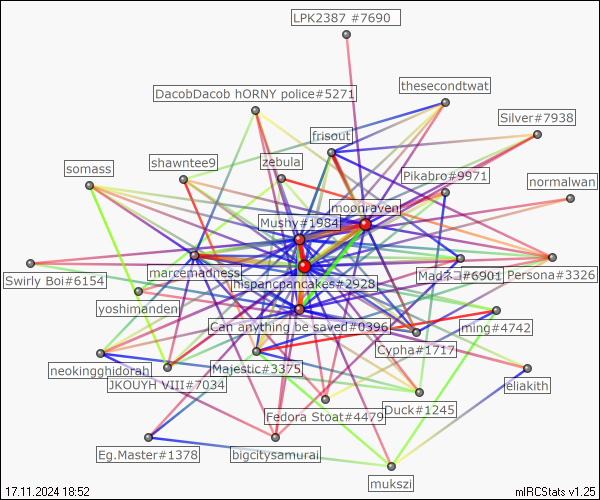 LPK2387 #7690
thesecondtwat
DacobDacob hORNY police#5271
Silver#7938
frisout
shawntee9
zebula
somass
Pikabro#9971
normalwan
moonraven
Mushy#1984
marcemadness
Swirly Boi#6154
hispancpancakes#2928
Madネコ#6901
Persona#3326
yoshimanden
Can anything be saved#0396
ming#4742
Cypha#1717
neokingghidorah
Majestic#3375
JKOUYH VIII#7034
eliakith
Fedora Stoat#4479
Duck#1245
Eg.Master#1378
bigcitysamurai
mukszi
17.11.2024 18:52
mIRCStats v1.25